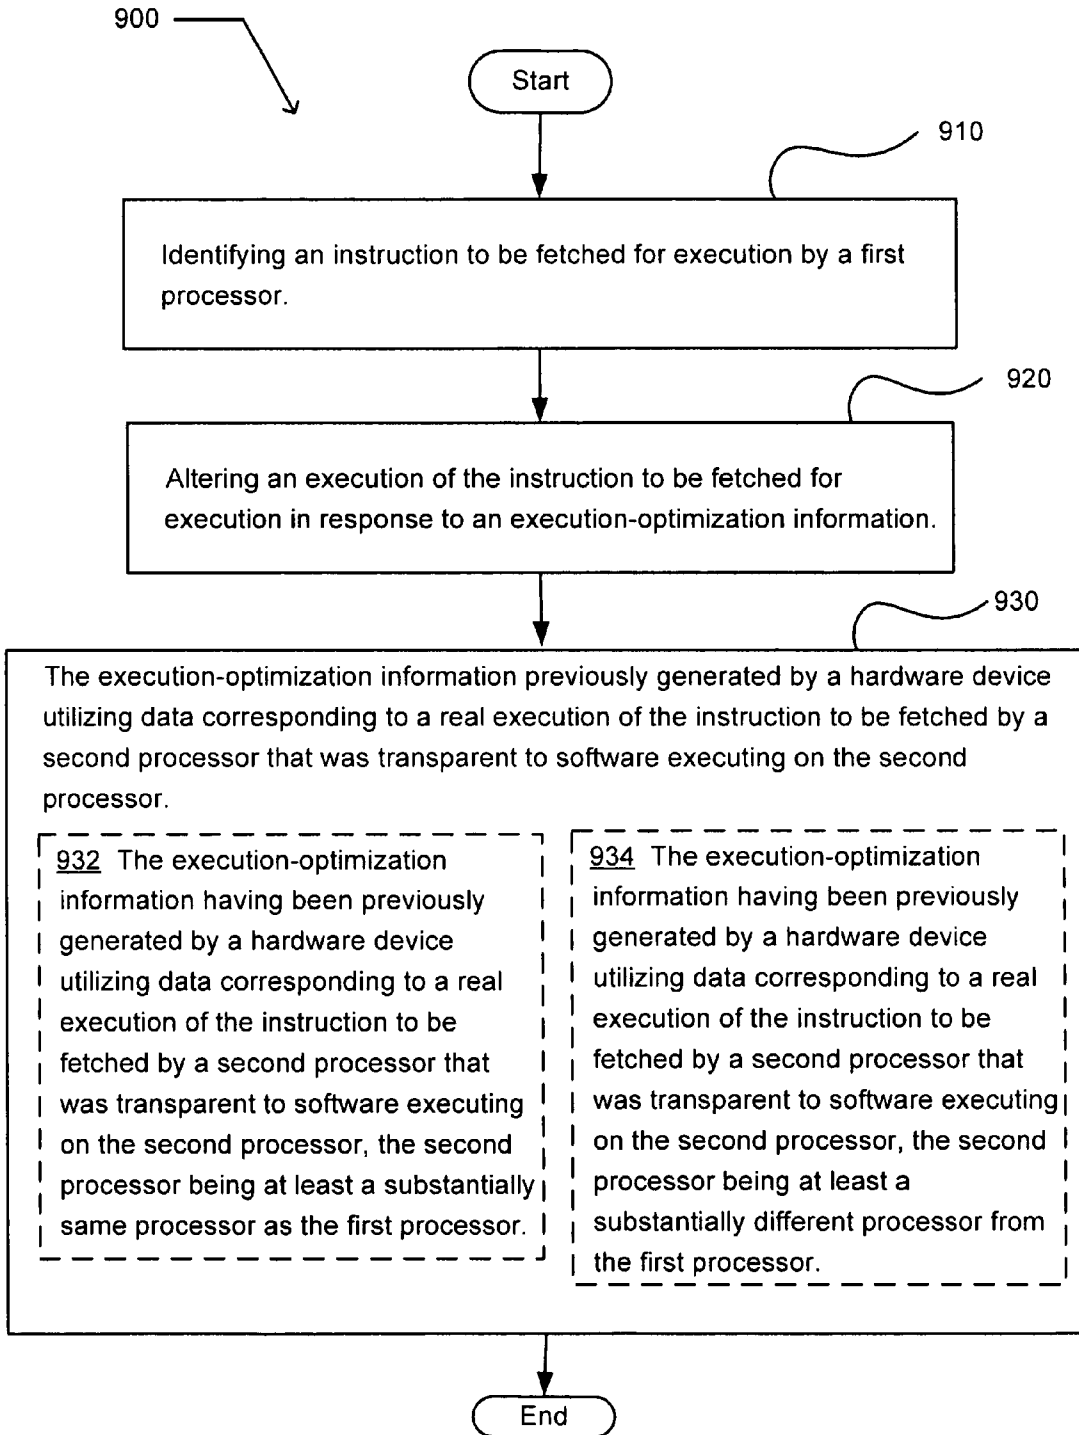 900
Start
910
Identifying an instruction to be fetched for execution by a first
processor.
920
Altering an execution of the instruction to be fetched for
execution in response to an execution-optimization information.
930
The execution-optimization information previously generated by a hardware device
utilizing data corresponding to a real execution of the instruction to be fetched by a
second processor that was transparent to software executing on the second
processor.
932 The execution-optimization
information having been previously
generated by a hardware device
utilizing data corresponding to a real
execution of the instruction to be
fetched by a second processor that
was transparent to software executing
on the second processor, the second
processor being at least a substantially
same processor as the first processor.
934 The execution-optimization
information having been previously
generated by a hardware device
utilizing data corresponding to a real
execution of the instruction to be
fetched by a second processor that
was transparent to software executing
on the second processor, the second
processor being at least a
substantially different processor from
the first processor.
End